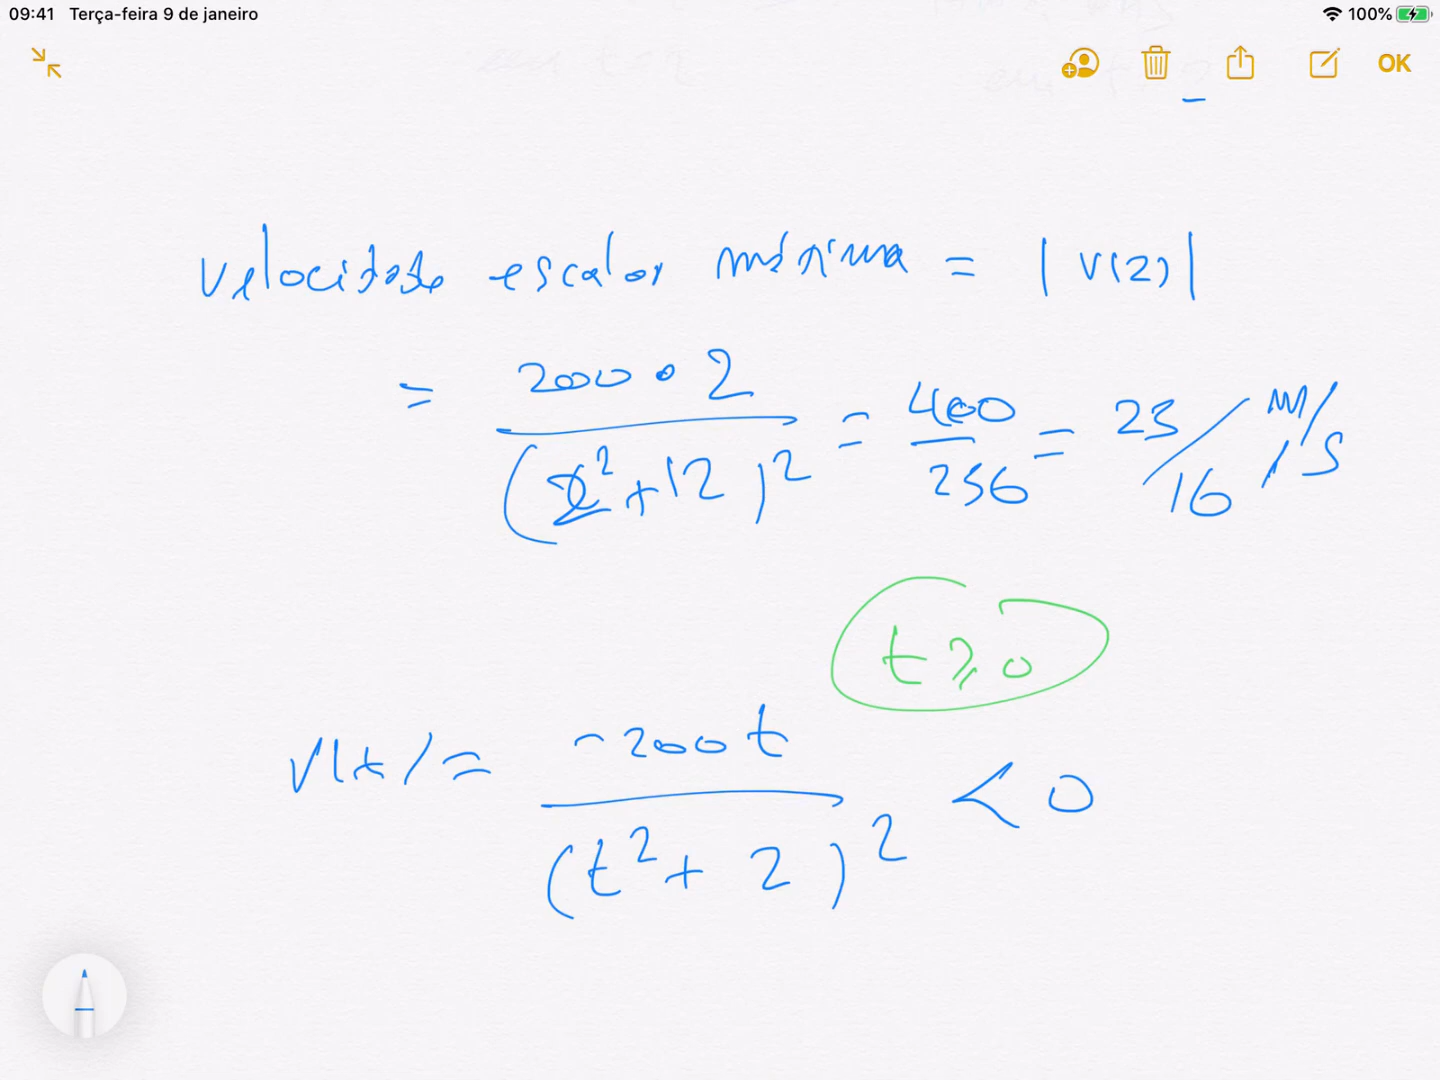 09:41 Terça-feira 9 de janeiro 100%
OK
velocidade escalar máxima = |v(2)|
= 200 • 2 / (2² + 12)² = 400 / 256 = 25/16 m/s
t ⩾ 0
v(t) = -200t / (t² + 2)² < 0